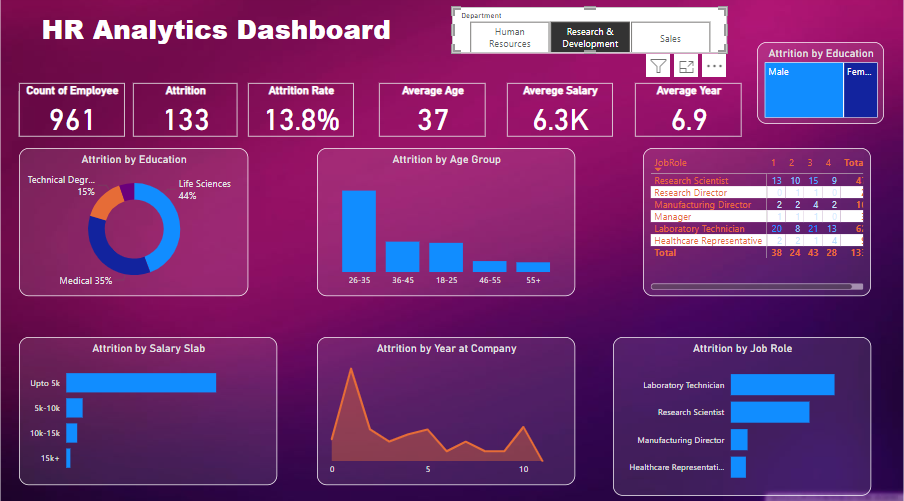 HR Analytics Dashboard
Department
Human
Resources
Research &
Development
Sales
Attrition by Education
Male
Fem...
Count of Employee
961
Attrition
133
Attrition Rate
13.8%
Average Age
37
Averege Salary
6.3K
Average Year
6.9
Attrition by Education
Technical Degr...
15%
Life Sciences
44%
Medical 35%
Attrition by Age Group
26-35 36-45 18-25 46-55 55+
JobRole 1 2 3 4 Tota
Research Scientist 13 10 15 9 4
Research Director 1 1
Manufacturing Director 2 2 4 2 1
Manager 1 1
Laboratory Technician 20 8 21 13 6
Healthcare Representative 2 2 1 4
Total 38 24 43 28 13
Attrition by Salary Slab
Upto 5k
5k-10k
10k-15k
15k+
Attrition by Year at Company
0 5 10
Attrition by Job Role
Laboratory Technician
Research Scientist
Manufacturing Director
Healthcare Representati...